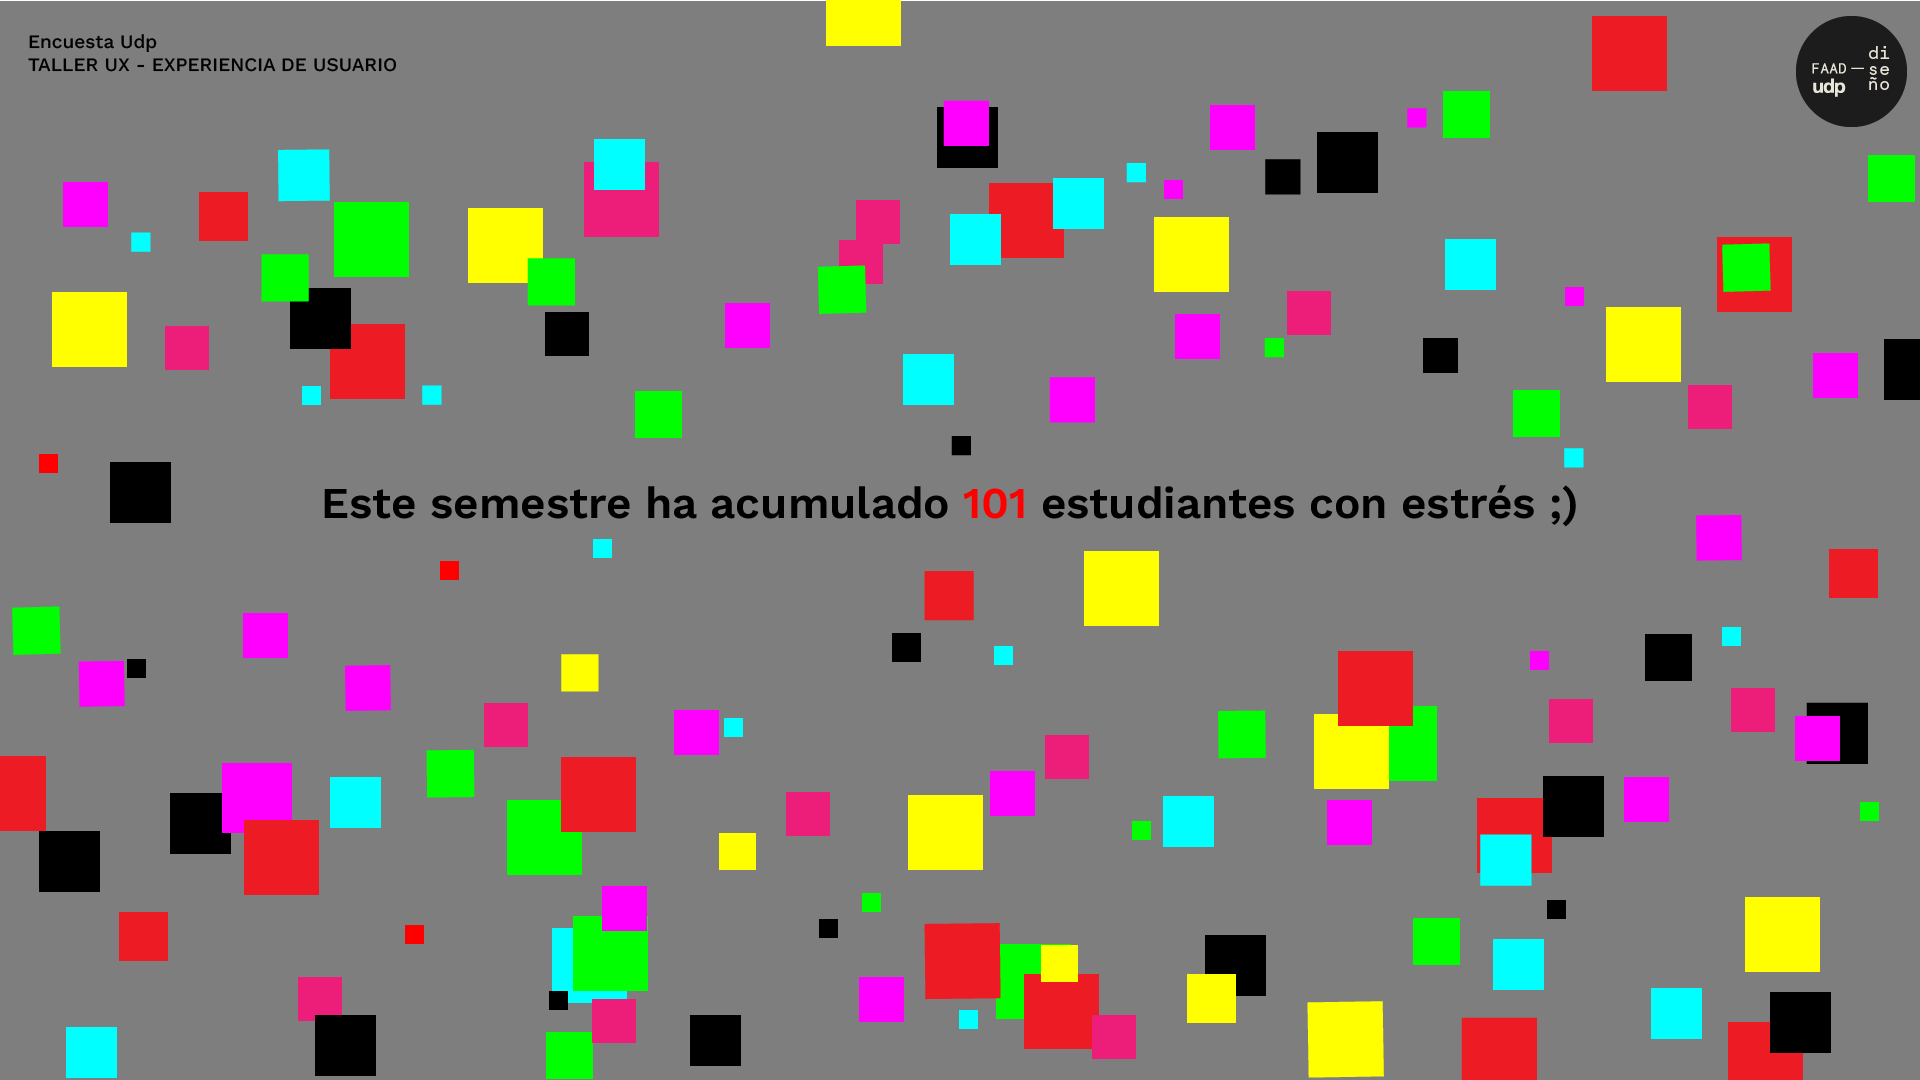 Encuesta Udp
TALLER UX - EXPERIENCIA DE USUARIO
FAAD — di
se
ño
udp
Este semestre ha acumulado 101 estudiantes con estrés ;)